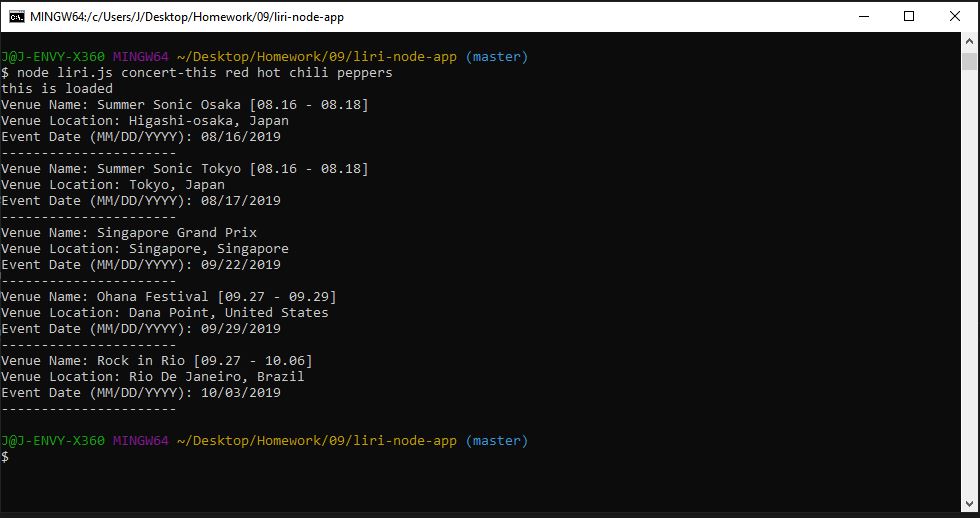 MINGW64:/c/Users/J/Desktop/Homework/09/liri-node-app
J@J-ENVY-X360 MINGW64 ~/Desktop/Homework/09/liri-node-app (master)
$ node liri.js concert-this red hot chili peppers
this is loaded
Venue Name: Summer Sonic Osaka [08.16 - 08.18]
Venue Location: Higashi-osaka, Japan
Event Date (MM/DD/YYYY): 08/16/2019
----------------------
Venue Name: Summer Sonic Tokyo [08.16 - 08.18]
Venue Location: Tokyo, Japan
Event Date (MM/DD/YYYY): 08/17/2019
----------------------
Venue Name: Singapore Grand Prix
Venue Location: Singapore, Singapore
Event Date (MM/DD/YYYY): 09/22/2019
----------------------
Venue Name: Ohana Festival [09.27 - 09.29]
Venue Location: Dana Point, United States
Event Date (MM/DD/YYYY): 09/29/2019
----------------------
Venue Name: Rock in Rio [09.27 - 10.06]
Venue Location: Rio De Janeiro, Brazil
Event Date (MM/DD/YYYY): 10/03/2019
----------------------
J@J-ENVY-X360 MINGW64 ~/Desktop/Homework/09/liri-node-app (master)
$